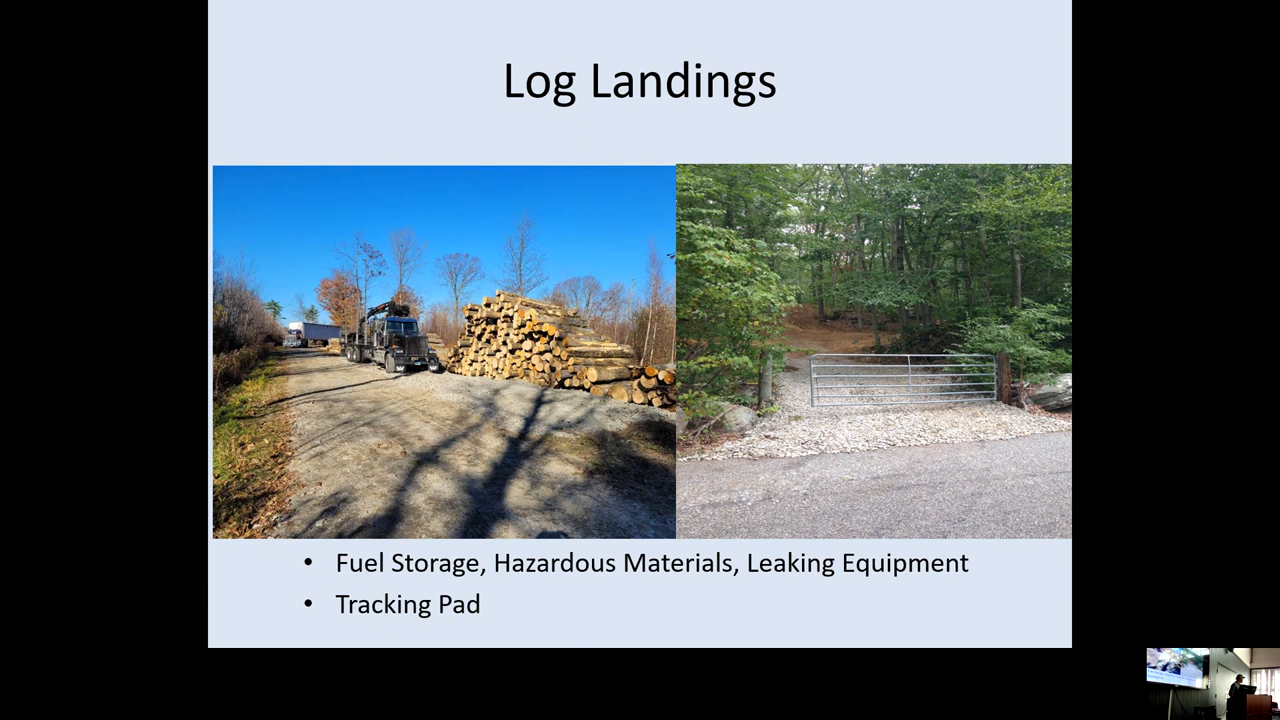 Log Landings
• Fuel Storage, Hazardous Materials, Leaking Equipment
• Tracking Pad